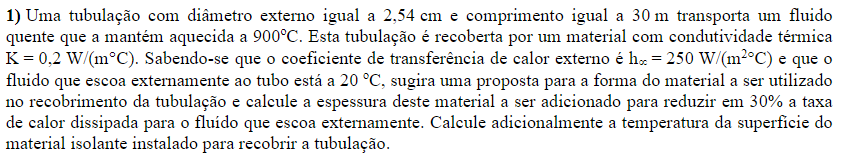 1) Uma tubulação com diâmetro externo igual a 2,54 cm e comprimento igual a 30 m transporta um fluido
quente que a mantém aquecida a 900°C. Esta tubulação é recoberta por um material com condutividade térmica
K = 0,2 W/(m°C). Sabendo-se que o coeficiente de transferência de calor externo é h∞ = 250 W/(m²°C) e que o
fluido que escoa externamente ao tubo está a 20 °C, sugira uma proposta para a forma do material a ser utilizado
no recobrimento da tubulação e calcule a espessura deste material a ser adicionado para reduzir em 30% a taxa
de calor dissipada para o fluido que escoa externamente. Calcule adicionalmente a temperatura da superfície do
material isolante instalado para recobrir a tubulação.